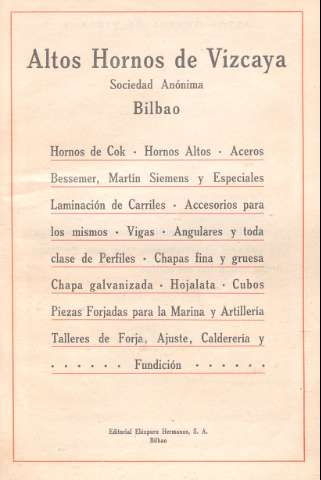 Altos Hornos de Vizcaya
Sociedad Anónima
Bilbao
Hornos de Cok · Hornos Altos · Aceros
Bessemer, Martin Siemens y Especiales
Laminación de Carriles · Accesorios para
los mismos · Vigas · Angulares y toda
clase de Perfiles · Chapas fina y gruesa
Chapa galvanizada · Hojalata · Cubos
Piezas Forjadas para la Marina y Artillería
Talleres de Forja, Ajuste, Calderería y
· · · · · · Fundición · · · · · ·
Editorial Eléxpuru Hermanos, S. A.
Bilbao